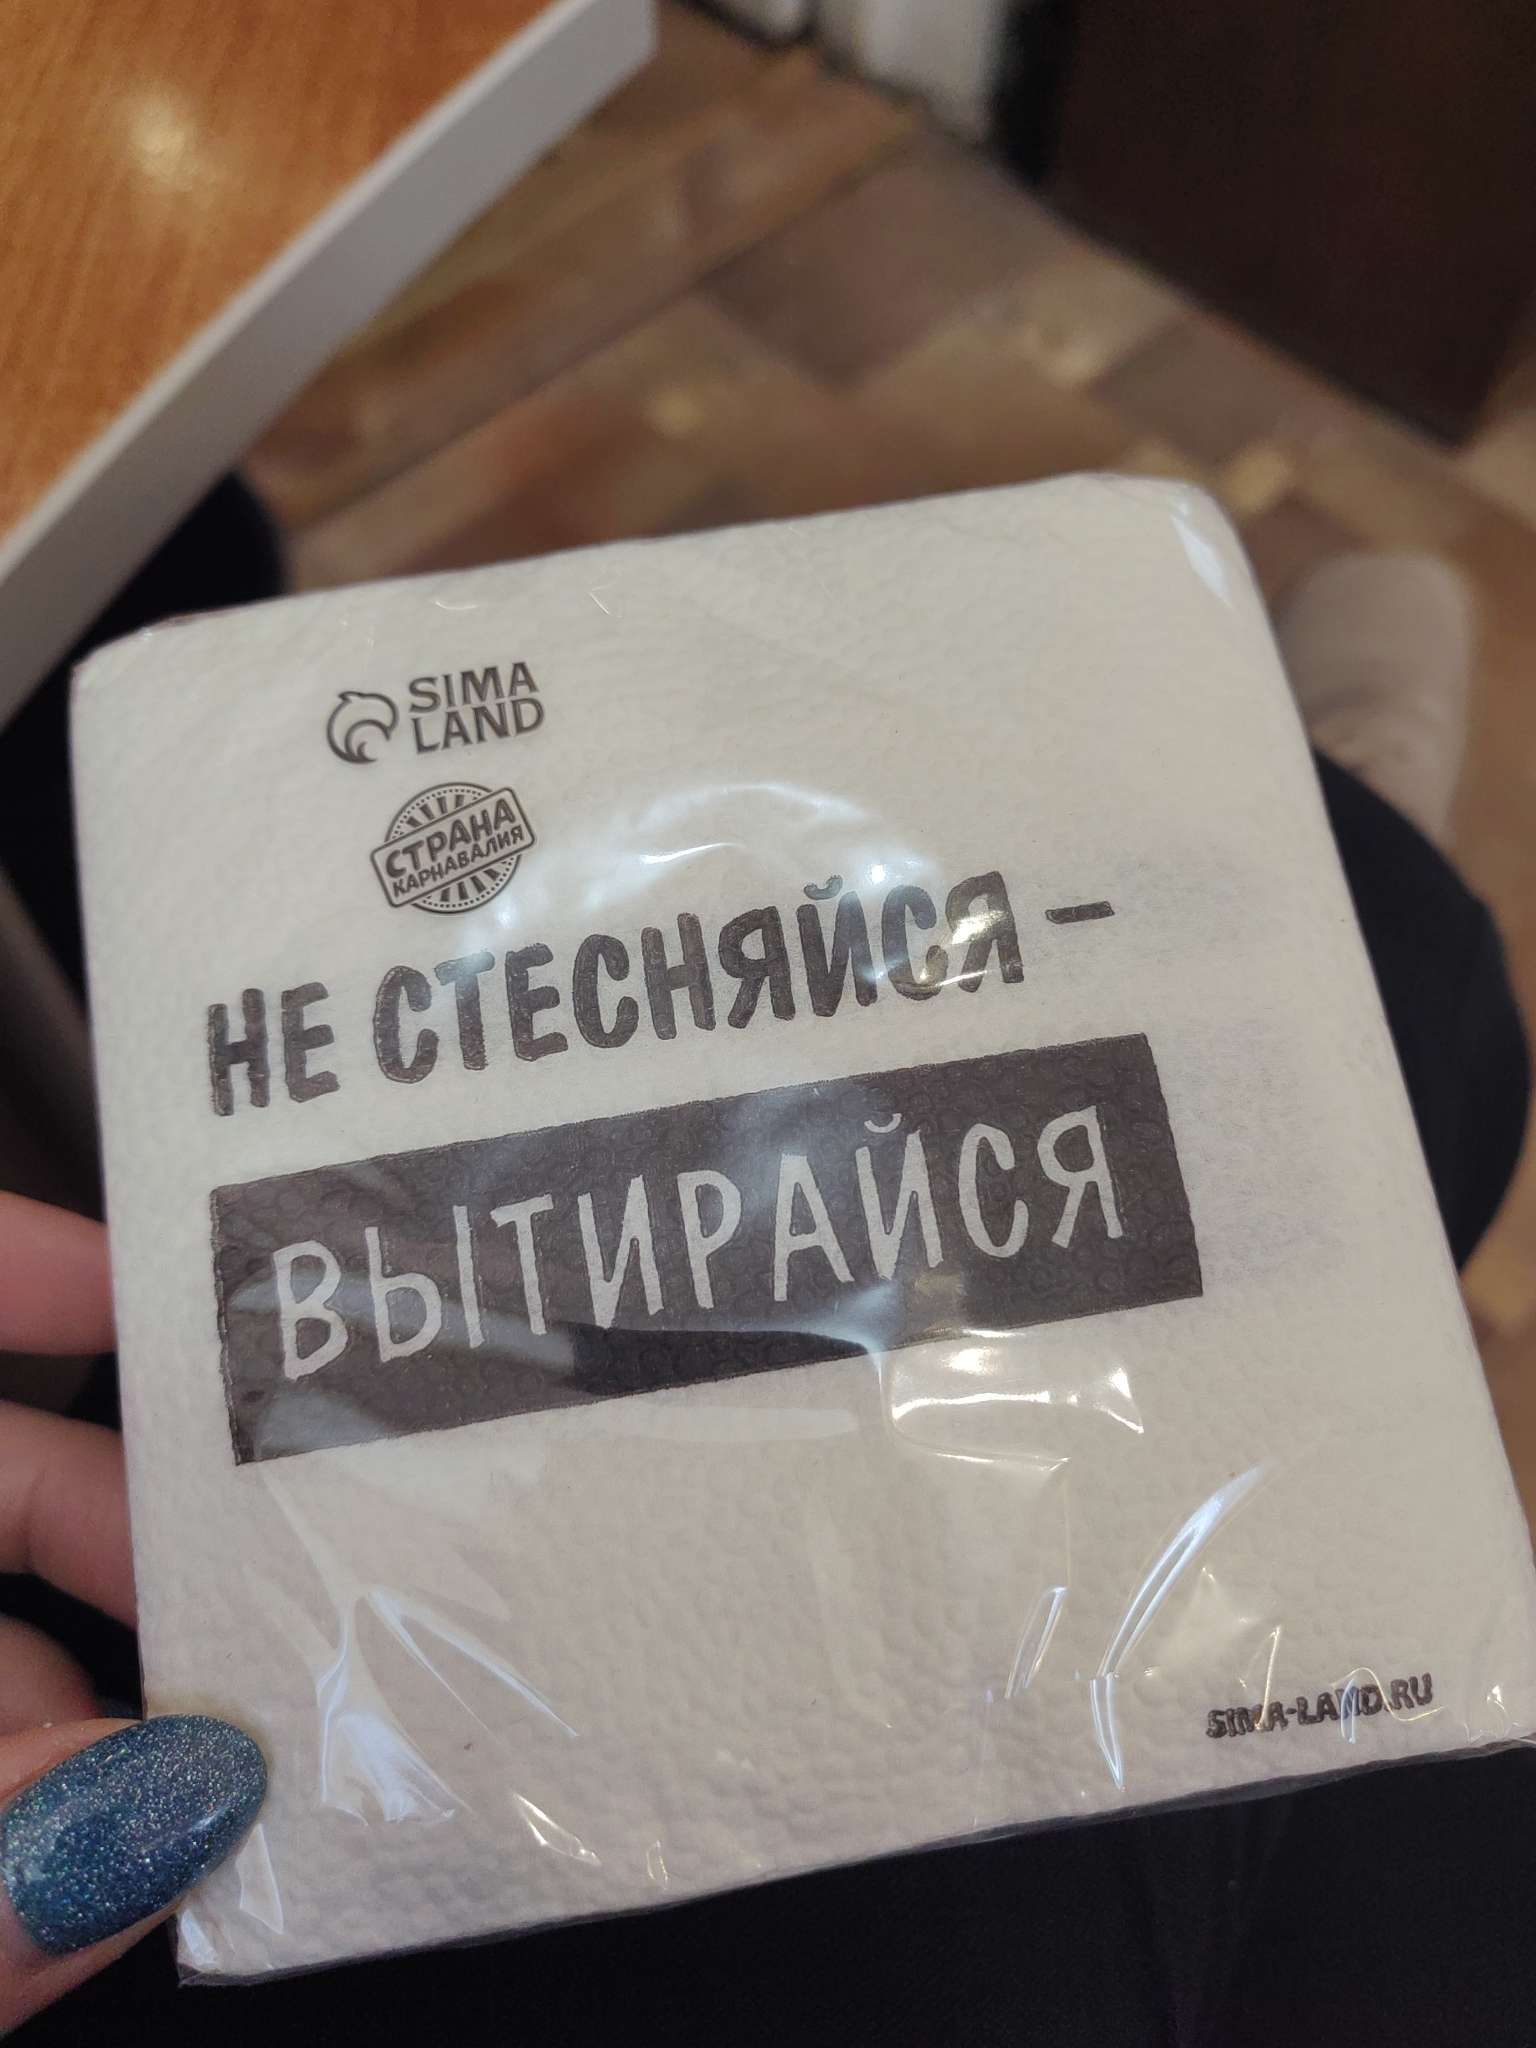 SIMA
LAND
СТРАНА
КАРНАВАЛИЯ
НЕ СТЕСНЯЙСЯ –
ВЫТИРАЙСЯ
SIMA-LAND.RU